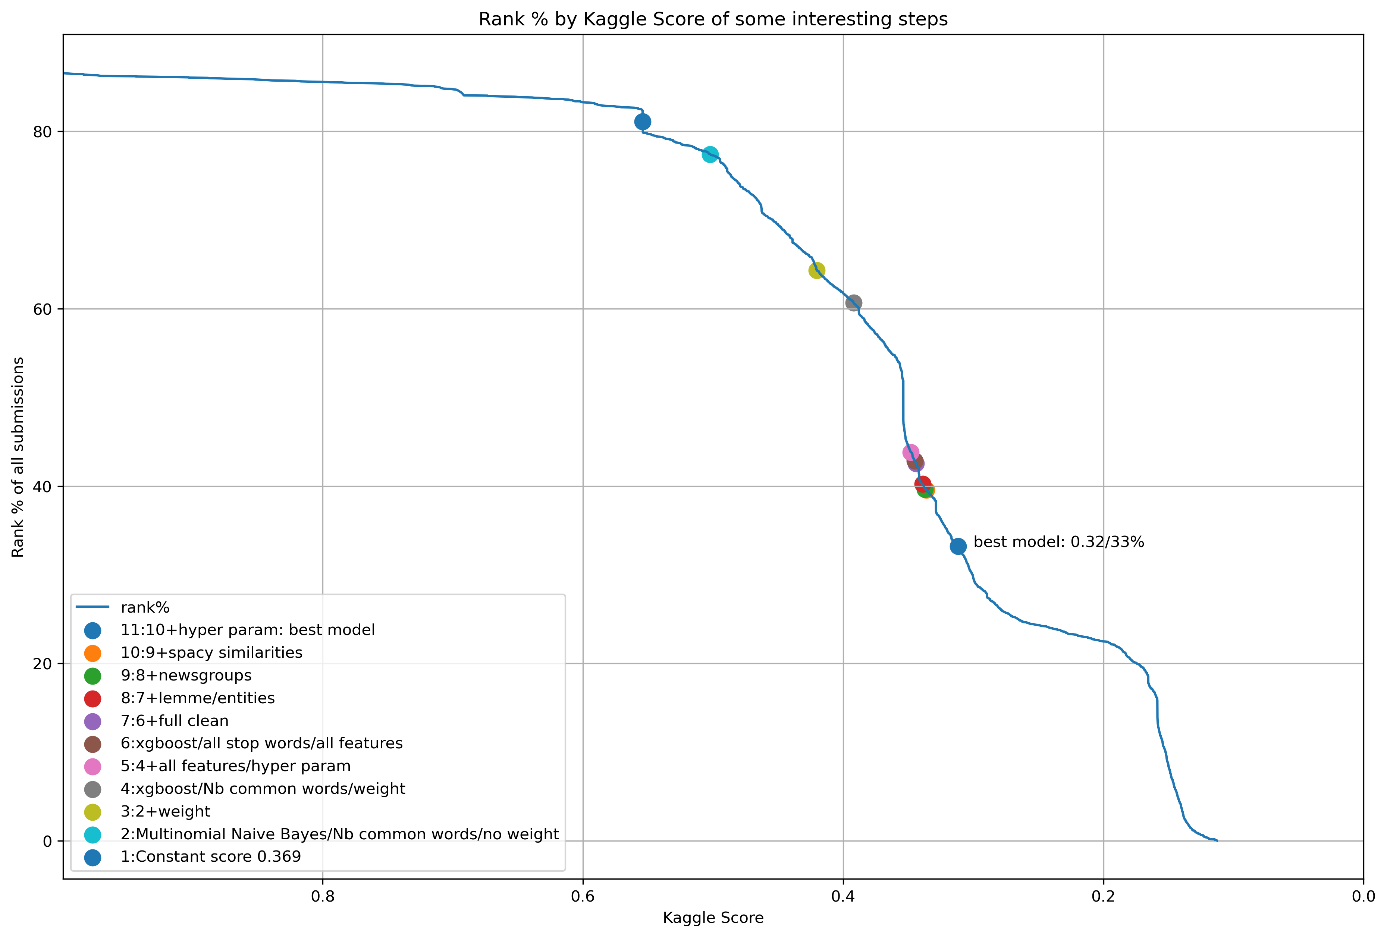 Rank % by Kaggle Score of some interesting steps
Rank % of all submissions
80
60
40
20
0
best model: 0.32/33%
rank%
11:10+hyper param: best model
10:9+spacy similarities
9:8+newsgroups
8:7+lemme/entities
7:6+full clean
6:xgboost/all stop words/all features
5:4+all features/hyper param
4:xgboost/Nb common words/weight
3:2+weight
2:Multinomial Naive Bayes/Nb common words/no weight
1:Constant score 0.369
0.8 0.6 0.4 0.2 0.0
Kaggle Score